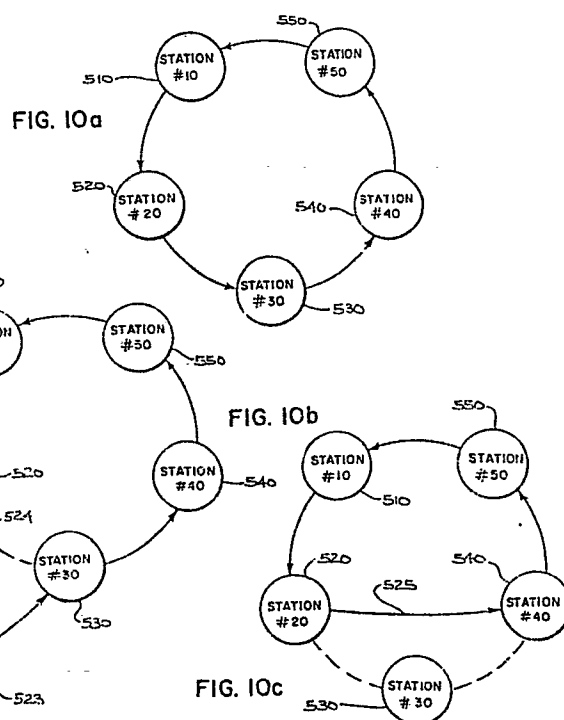 550
STATION
#10
STATION
#50
510
FIG. 10a
520
STATION
#20
540
STATION
#40
STATION
#30
530
STATION
#50
550
FIG. 10b
STATION
#40
540
520
524
STATION
#30
530
523
550
STATION
#10
STATION
#50
510
520
540
525
STATION
#20
STATION
#40
FIG. 10c
STATION
#30
530